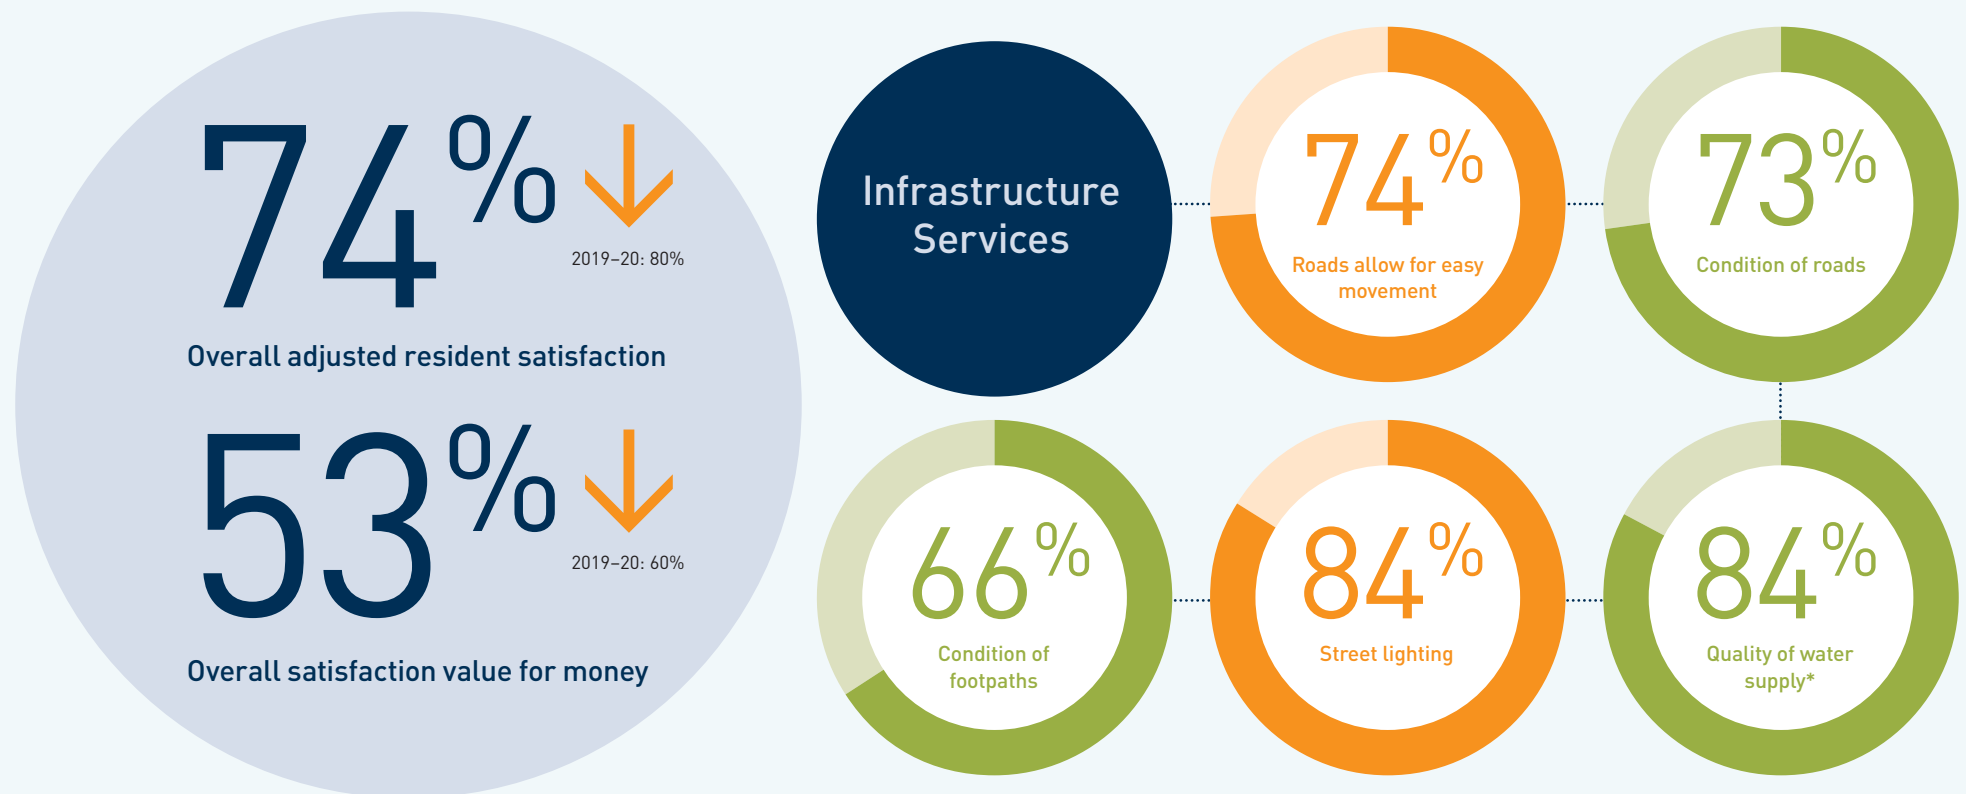 74%
2019–20: 80%
Overall adjusted resident satisfaction
53%
2019–20: 60%
Overall satisfaction value for money
Infrastructure
Services
74%
Roads allow for easy
movement
73%
Condition of roads
66%
Condition of
footpaths
84%
Street lighting
84%
Quality of water
supply*